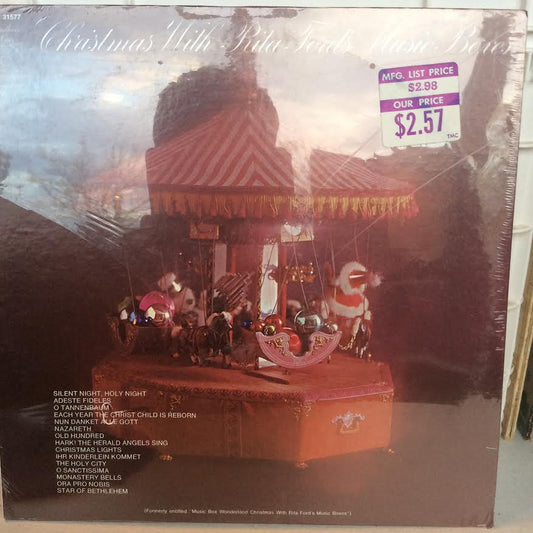 31577
Christmas With Rita Ford's Music Boxes
MFG. LIST PRICE
$2.98
OUR PRICE
$2.57
TMC
SILENT NIGHT, HOLY NIGHT
ADESTE FIDELES
O TANNENBAUM
EACH YEAR THE CHRIST CHILD IS REBORN
NUN DANKET ALLE GOTT
NAZARETH
OLD HUNDRED
HARK! THE HERALD ANGELS SING
CHRISTMAS LIGHTS
IHR KINDERLEIN KOMMET
THE HOLY CITY
O SANCTISSIMA
MONASTERY BELLS
ORA PRO NOBIS
STAR OF BETHLEHEM
(Formerly entitled "Music Box Wonderland Christmas With Rita Ford's Music Boxes")